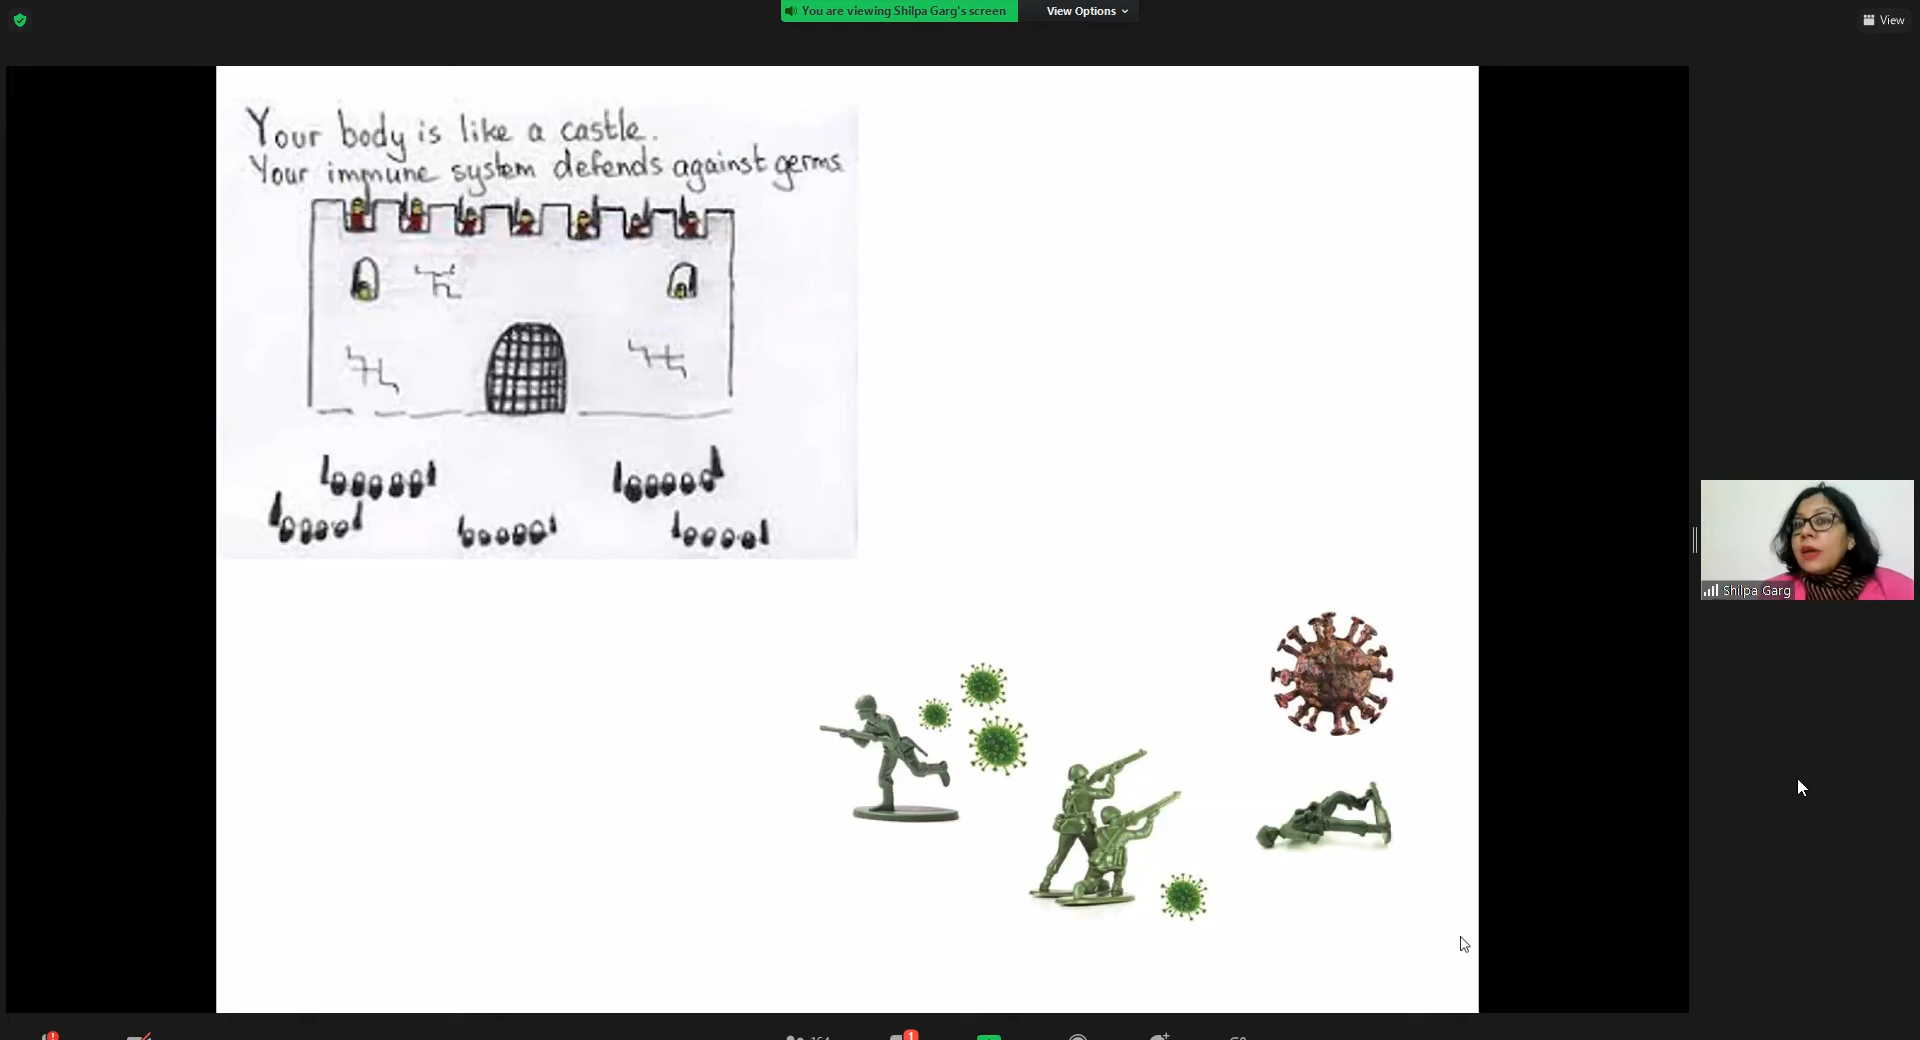 You are viewing Shilpa Garg's screen
View Options
View
Your body is like a castle.
Your immune system defends against germs
Shilpa Garg
1